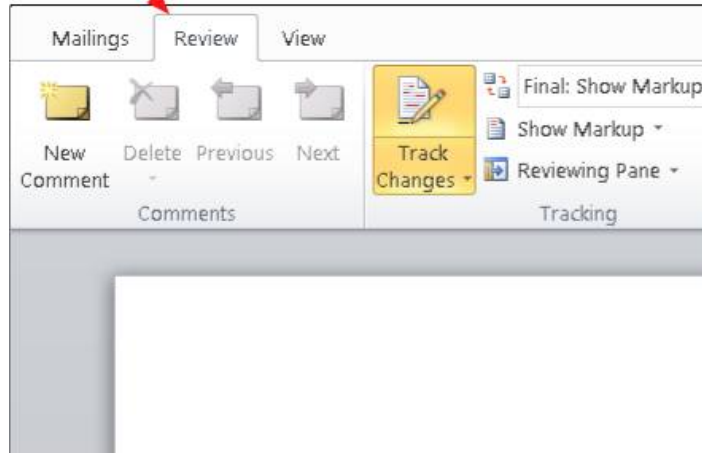 Mailings Review View
Final: Show Markup
Show Markup
Reviewing Pane
New Comment
Delete Previous Next
Track Changes
Comments Tracking